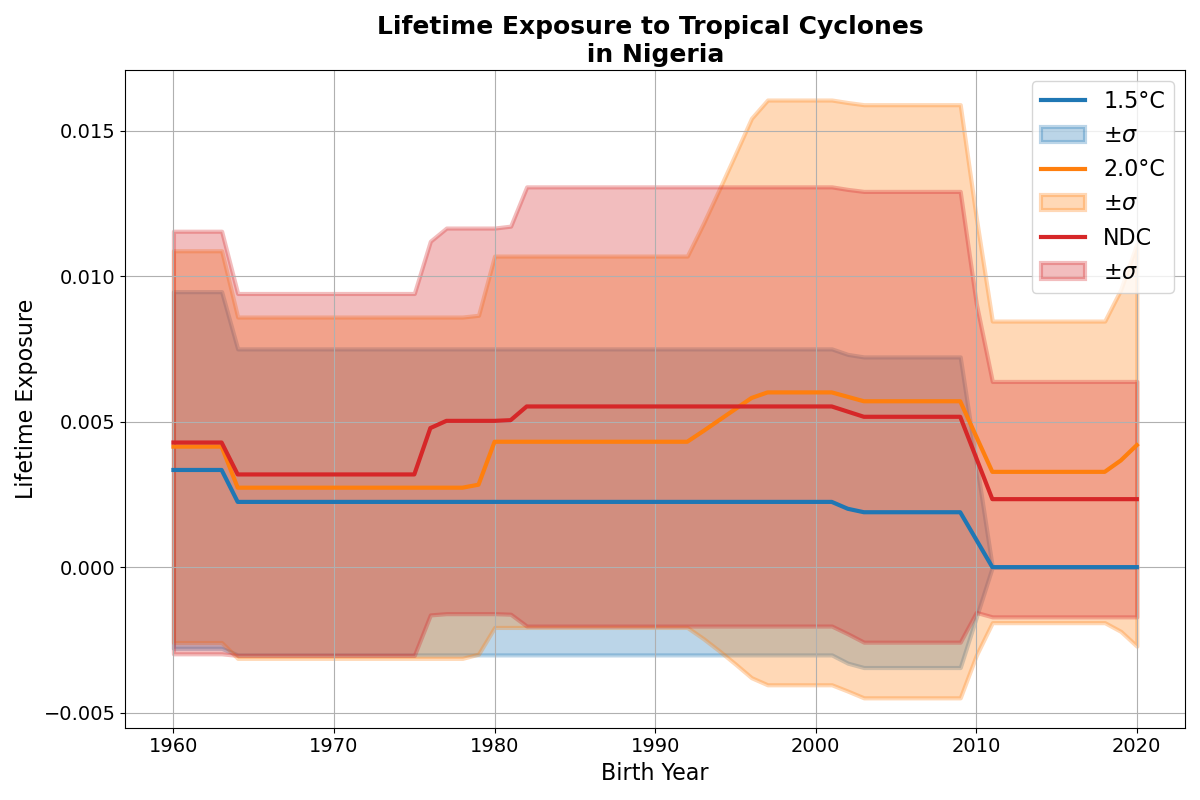 Lifetime Exposure to Tropical Cyclones
in Nigeria
1.5°C
±σ
2.0°C
±σ
NDC
±σ
Lifetime Exposure
0.015
0.010
0.005
0.000
−0.005
1960
1970
1980
1990
2000
2010
2020
Birth Year